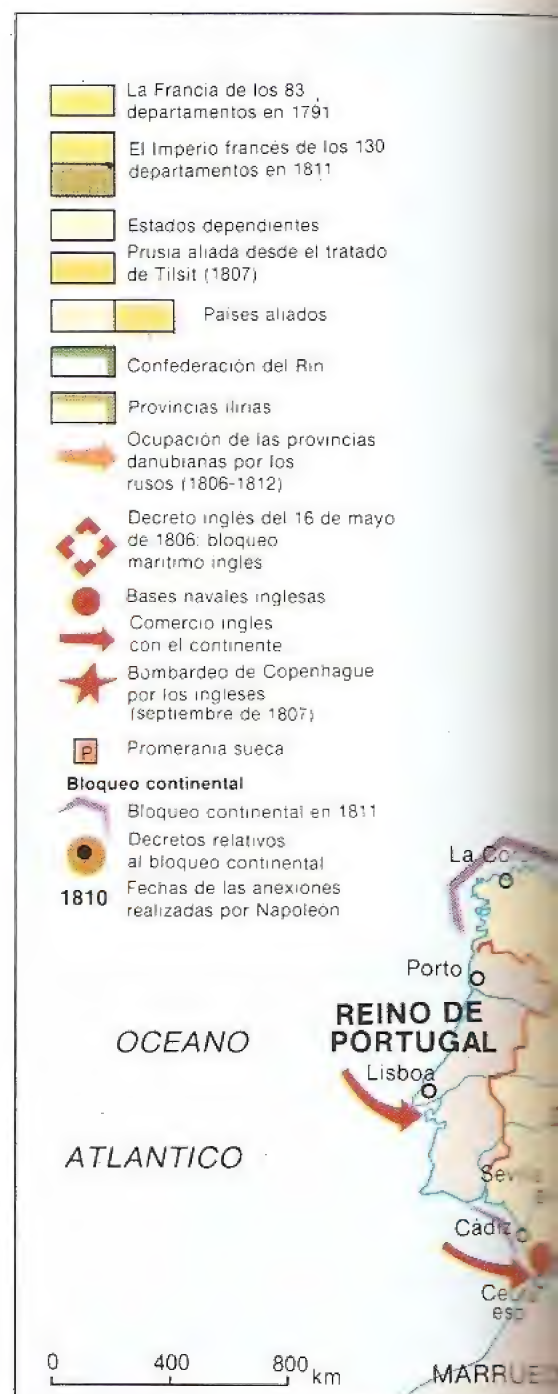 La Francia de los 83
departamentos en 1791
El Imperio francés de los 130
departamentos en 1811
Estados dependientes
Prusia aliada desde el tratado
de Tilsit (1807)
Países aliados
Confederación del Rin
Provincias ilirias
Ocupación de las provincias
danubianas por los
rusos (1806-1812)
Decreto inglés del 16 de mayo
de 1806: bloqueo
marítimo inglés
Bases navales inglesas
Comercio inglés
con el continente
Bombardeo de Copenhague
por los ingleses
(septiembre de 1807)
P Promerania sueca
Bloqueo continental
Bloqueo continental en 1811
Decretos relativos
al bloqueo continental
1810 Fechas de las anexiones
realizadas por Napoleón
La
Porto
REINO DE
PORTUGAL
OCEANO
Lisboa
ATLANTICO
Cádiz
0 400 800 km